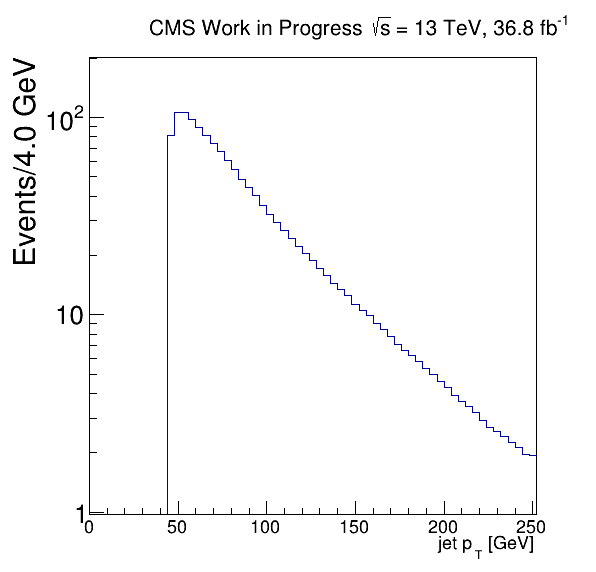 CMS Work in Progress √s = 13 TeV, 36.8 fb⁻¹
Events/4.0 GeV
10²
10
1
0 50 100 150 200 250
jet p_T [GeV]